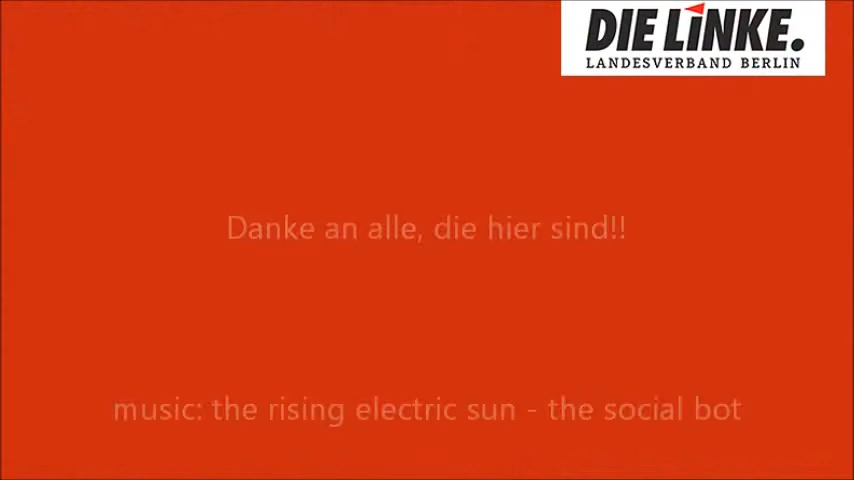 DIE LINKE.
LANDESVERBAND BERLIN
Danke an alle, die hier sind!!
music: the rising electric sun - the social bot